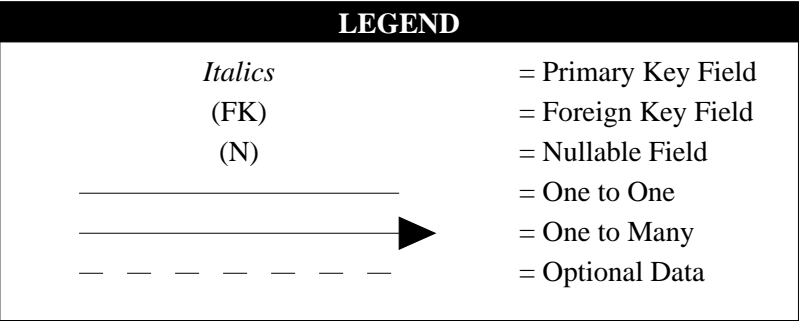 LEGEND
Italics = Primary Key Field
(FK) = Foreign Key Field
(N) = Nullable Field
= One to One
= One to Many
= Optional Data